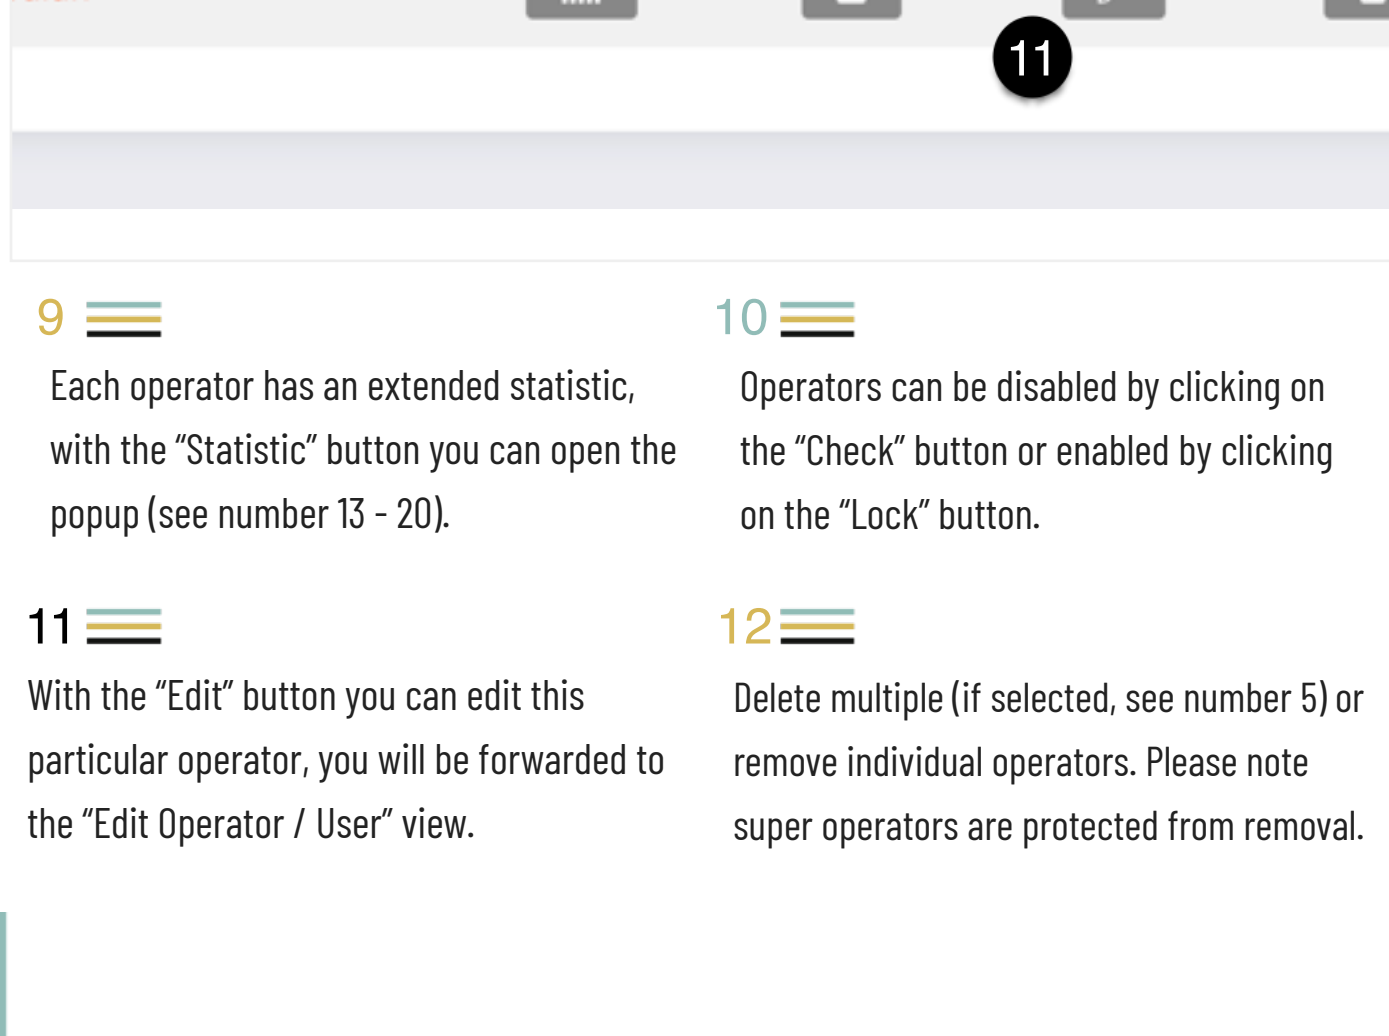 11
9
Each operator has an extended statistic,
with the “Statistic” button you can open the
popup (see number 13 - 20).
10
Operators can be disabled by clicking on
the “Check” button or enabled by clicking
on the “Lock” button.
11
With the “Edit” button you can edit this
particular operator, you will be forwarded to
the “Edit Operator / User” view.
12
Delete multiple (if selected, see number 5) or
remove individual operators. Please note
super operators are protected from removal.